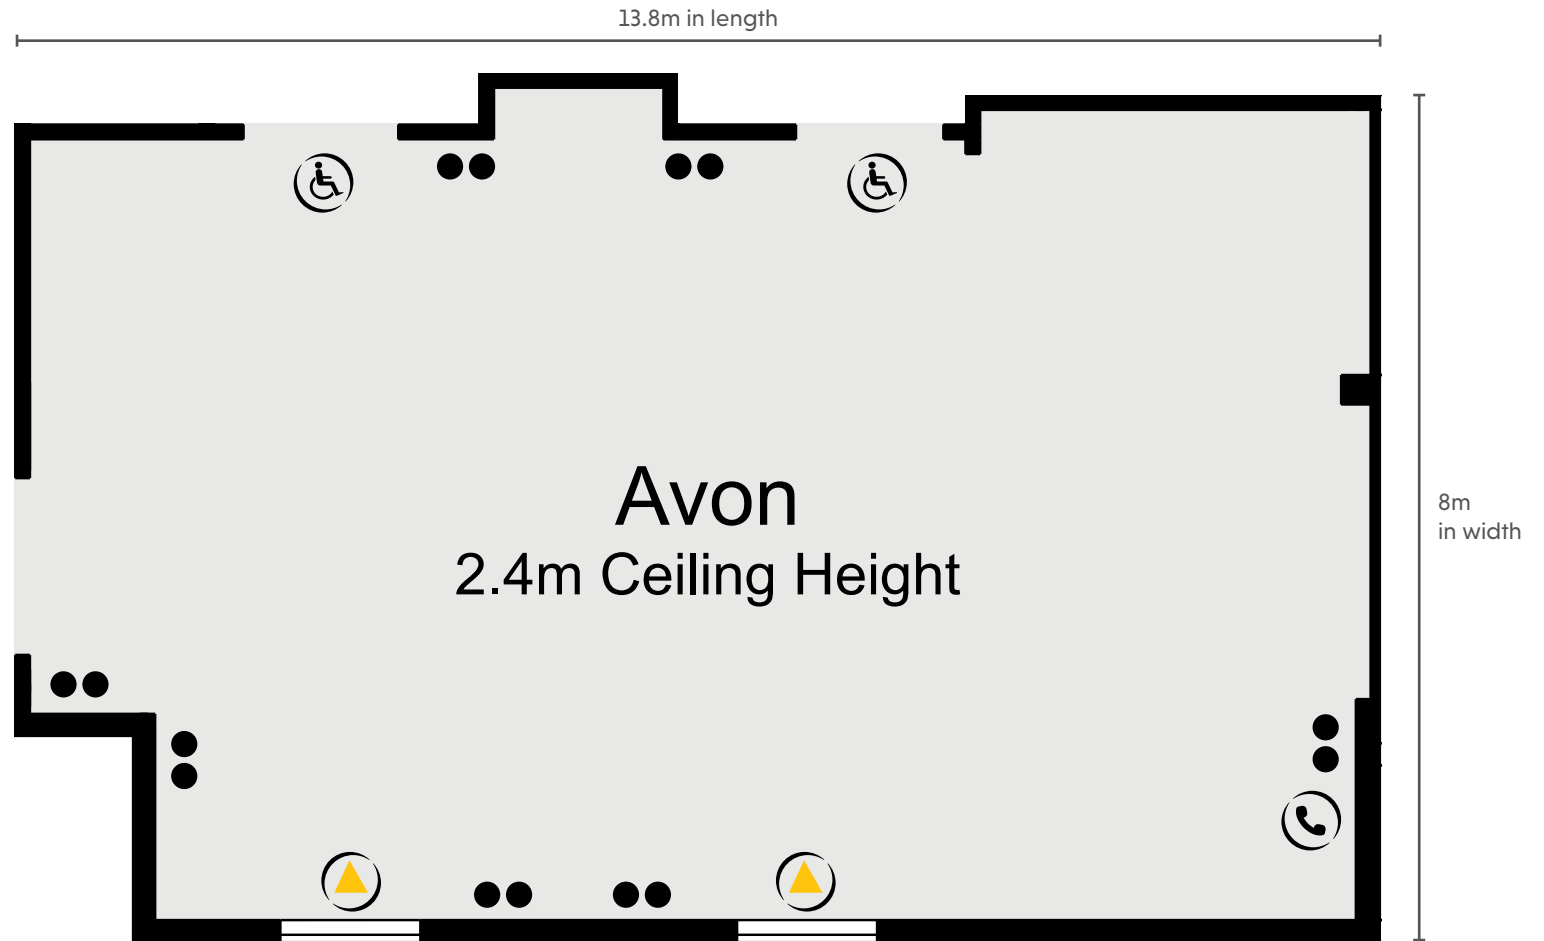 13.8m in length
Avon
2.4m Ceiling Height
8m
in width